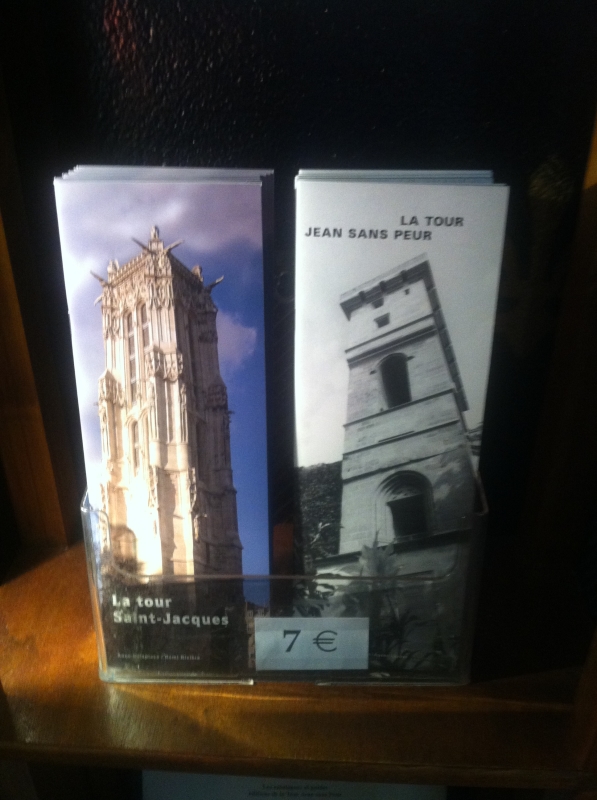 LA TOUR
JEAN SANS PEUR
La tour
Saint-Jacques
7 €